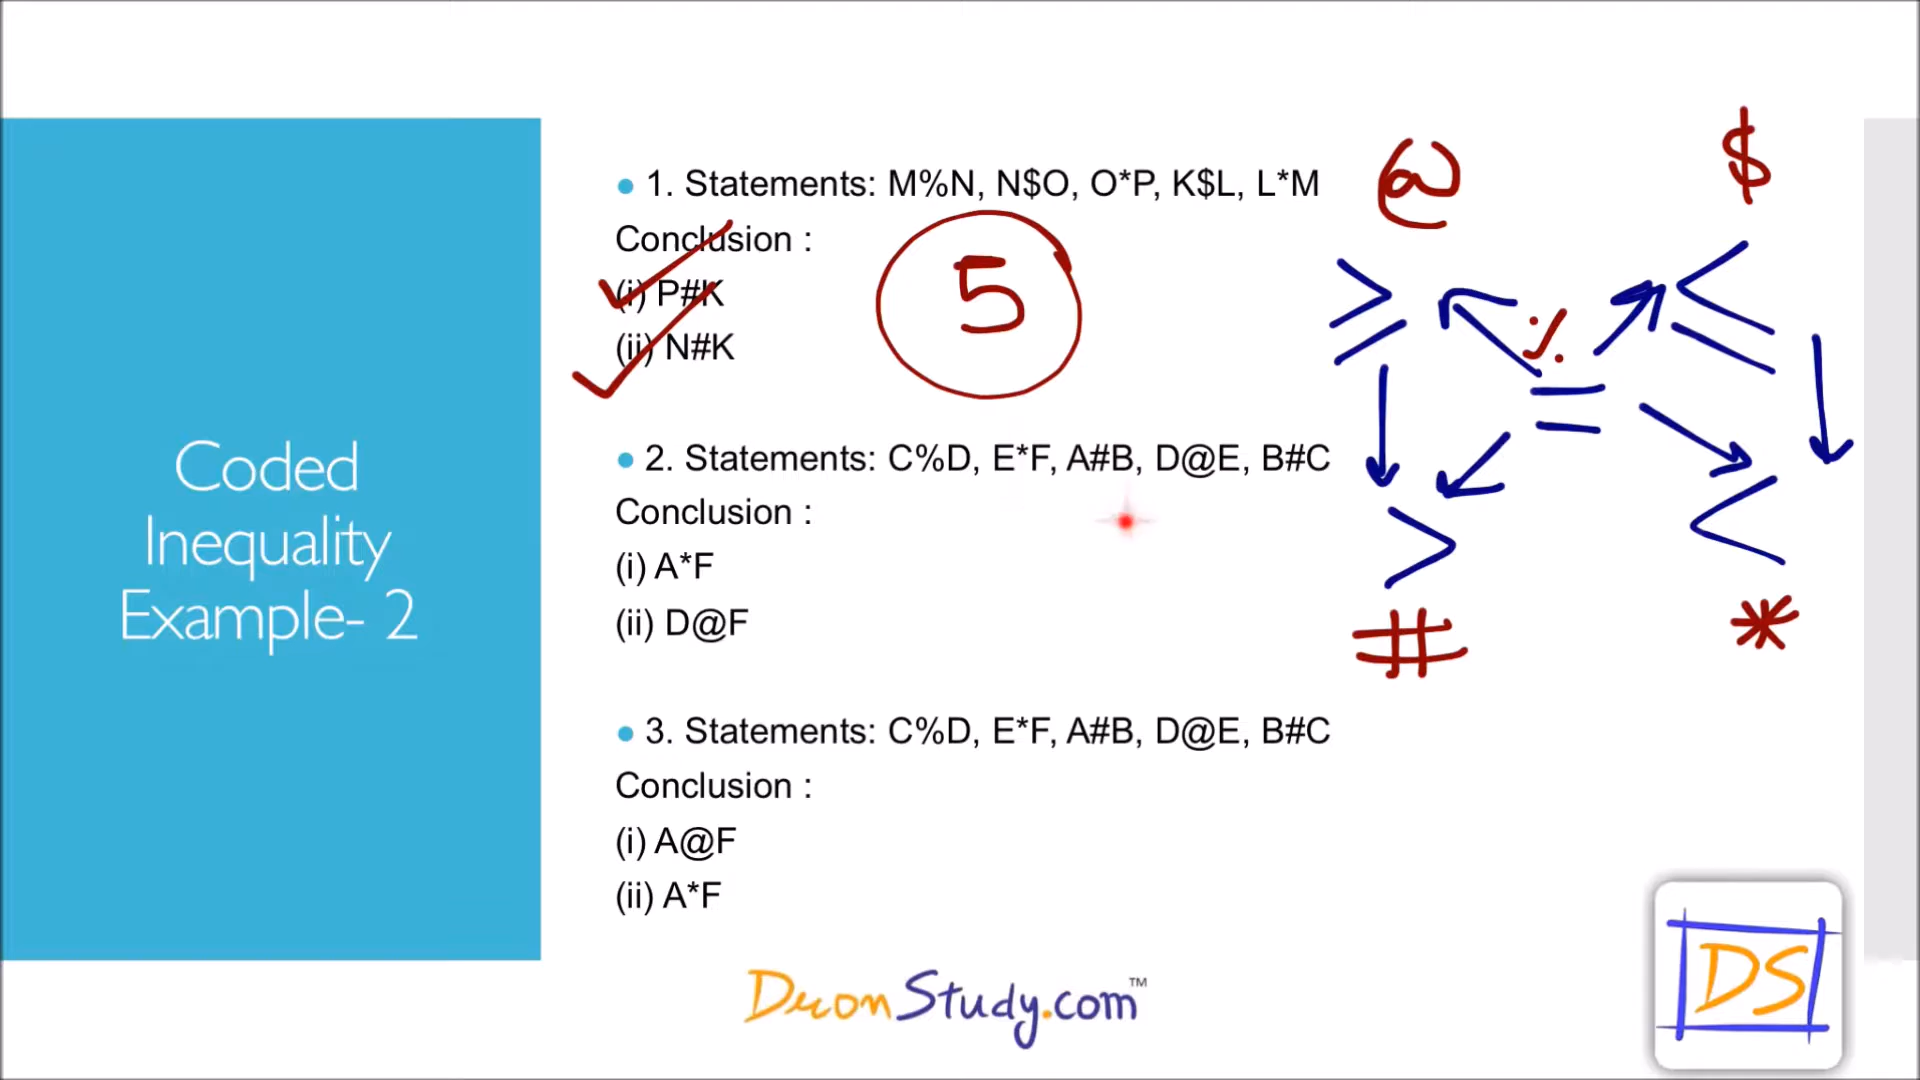 Coded
Inequality
Example- 2
1. Statements: M%N, N$O, O*P, K$L, L*M
Conclusion :
(i) P#K
(ii) N#K
5
2. Statements: C%D, E*F, A#B, D@E, B#C
Conclusion :
(i) A*F
(ii) D@F
3. Statements: C%D, E*F, A#B, D@E, B#C
Conclusion :
(i) A@F
(ii) A*F
@ $
≥ % ≤
=
> <
# *
DronStudy.com™
DS